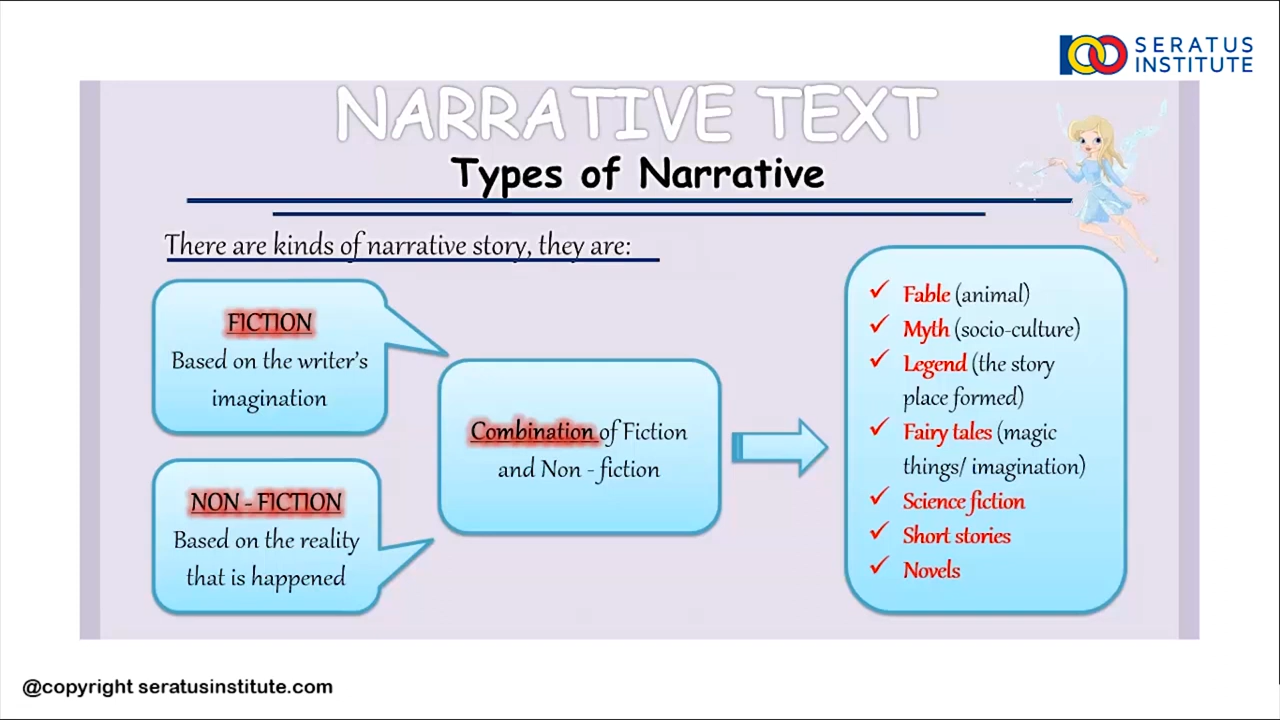 SERATUS
INSTITUTE
NARRATIVE TEXT
Types of Narrative
There are kinds of narrative story, they are:
FICTION
Based on the writer's
imagination
NON - FICTION
Based on the reality
that is happened
Combination of Fiction
and Non - fiction
Fable (animal)
Myth (socio-culture)
Legend (the story
place formed)
Fairy tales (magic
things/ imagination)
Science fiction
Short stories
Novels
@copyright seratusinstitute.com